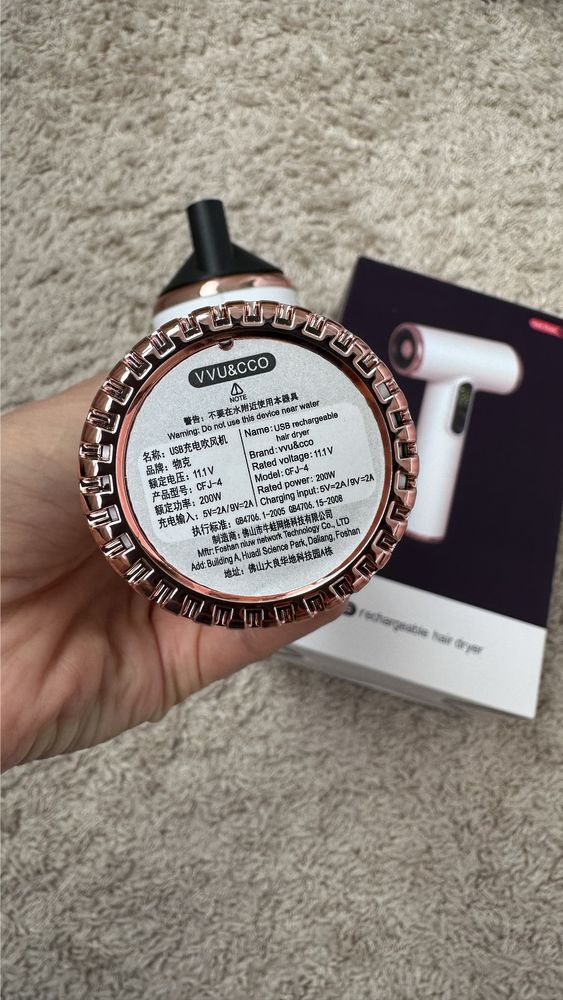 VVU&CCO
NOTE
警告：不要在水附近使用本器具
Warning: Do not use this device near water
名称：USB充电吹风机
品牌：物克
额定电压：11.1V
产品型号：CFJ-4
额定功率：200W
充电输入：5V=2A/9V=2A
Name: USB rechargeable
hair dryer
Brand: vvu&cco
Rated voltage: 11.1V
Model: CFJ-4
Rated power: 200W
Charging input: 5V=2A/9V=2A
执行标准：GB4706.1-2005 GB4706.15-2008
制造商：佛山市牛蛙网络科技有限公司
Mftr: Foshan niuw network Technology Co., LTD
Add: Building A, Huadi Science Park, Daliang, Foshan
地址：佛山大良华地科技园A栋
rechargeable hair dryer